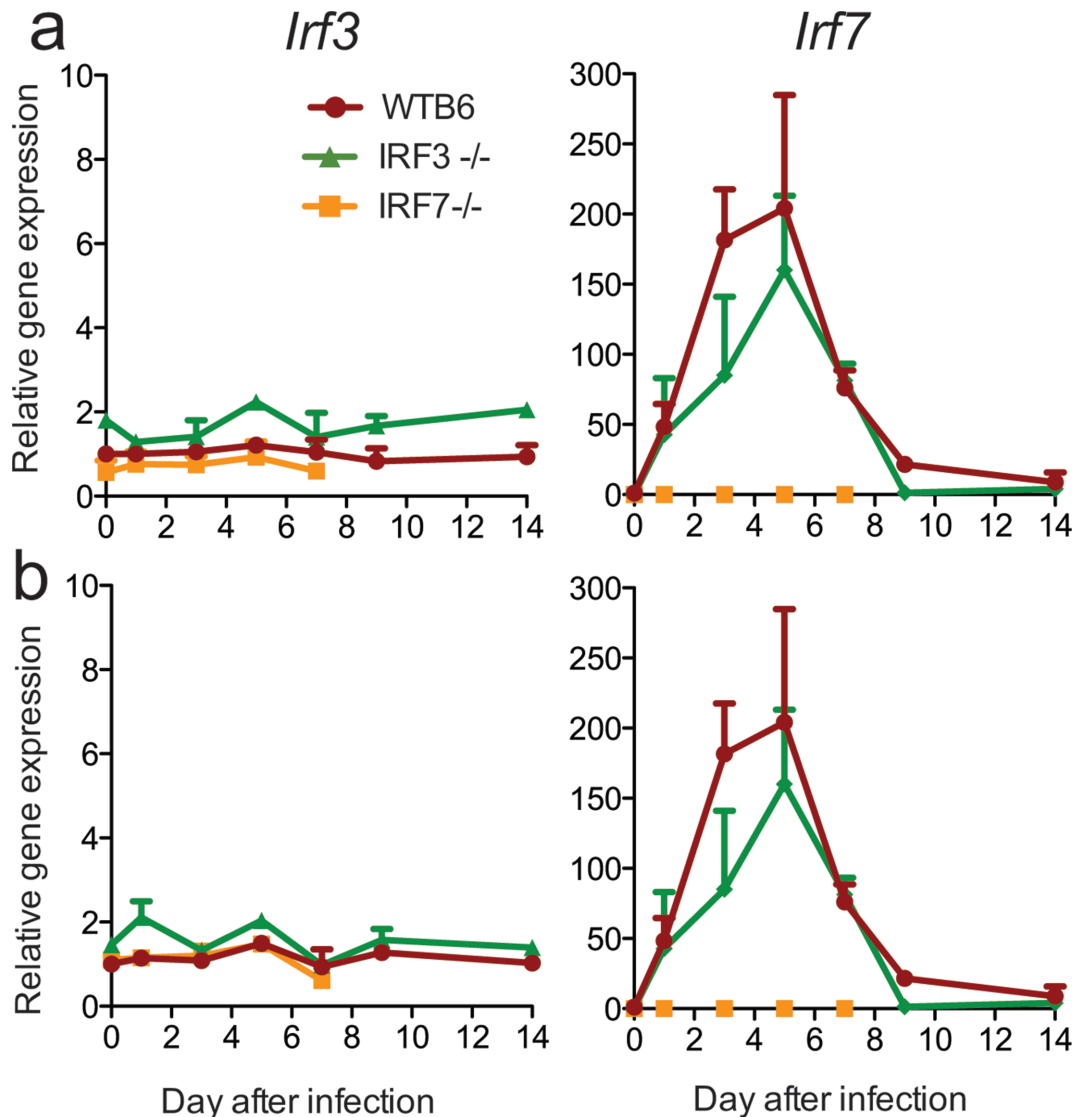 a
Irf3
Irf7
Relative gene expression
10
8
6
4
2
0
0 2 4 6 8 10 12 14
WTB6
IRF3 -/-
IRF7-/-
300
250
200
150
100
50
0
0 2 4 6 8 10 12 14
b
Relative gene expression
10
8
6
4
2
0
0 2 4 6 8 10 12 14
Day after infection
300
250
200
150
100
50
0
0 2 4 6 8 10 12 14
Day after infection